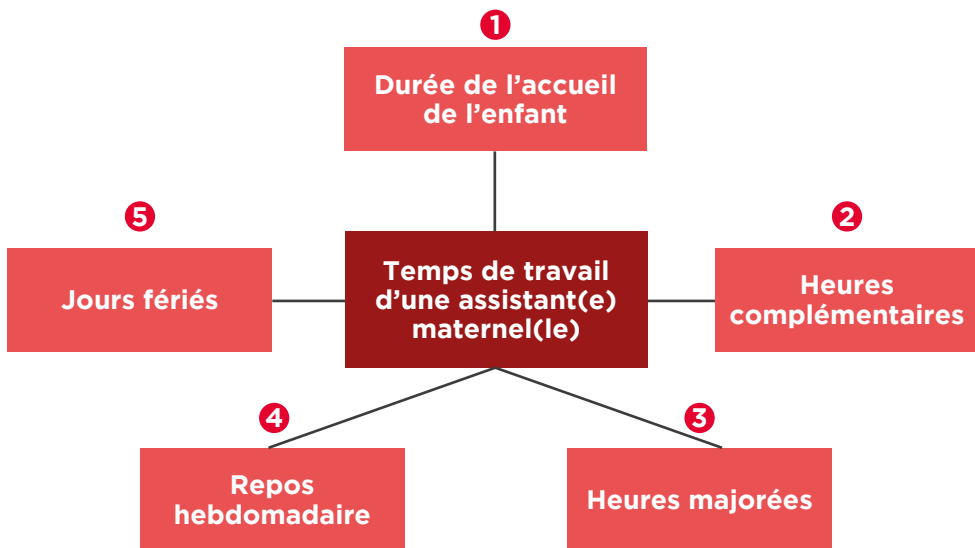 1
Durée de l’accueil
de l’enfant
5
2
Temps de travail
d’une assistant(e)
maternel(le)
Jours fériés
Heures
complémentaires
4
3
Repos
hebdomadaire
Heures majorées